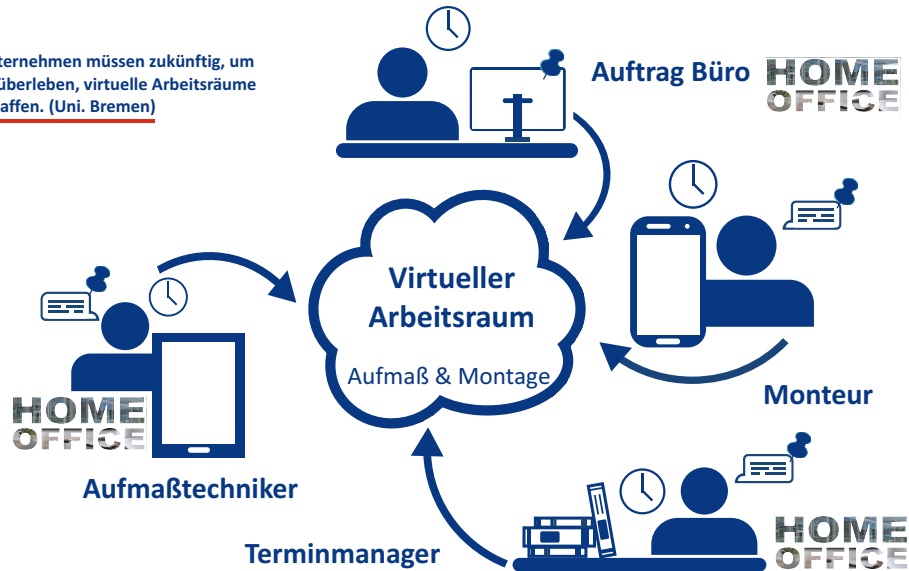 ternehmen müssen zukünftig, um
überleben, virtuelle Arbeitsräume
affen. (Uni. Bremen)
Auftrag Büro
HOME
OFFICE
Virtueller
Arbeitsraum
Aufmaß & Montage
HOME
OFFICE
Monteur
Aufmaßtechniker
Terminmanager
HOME
OFFICE